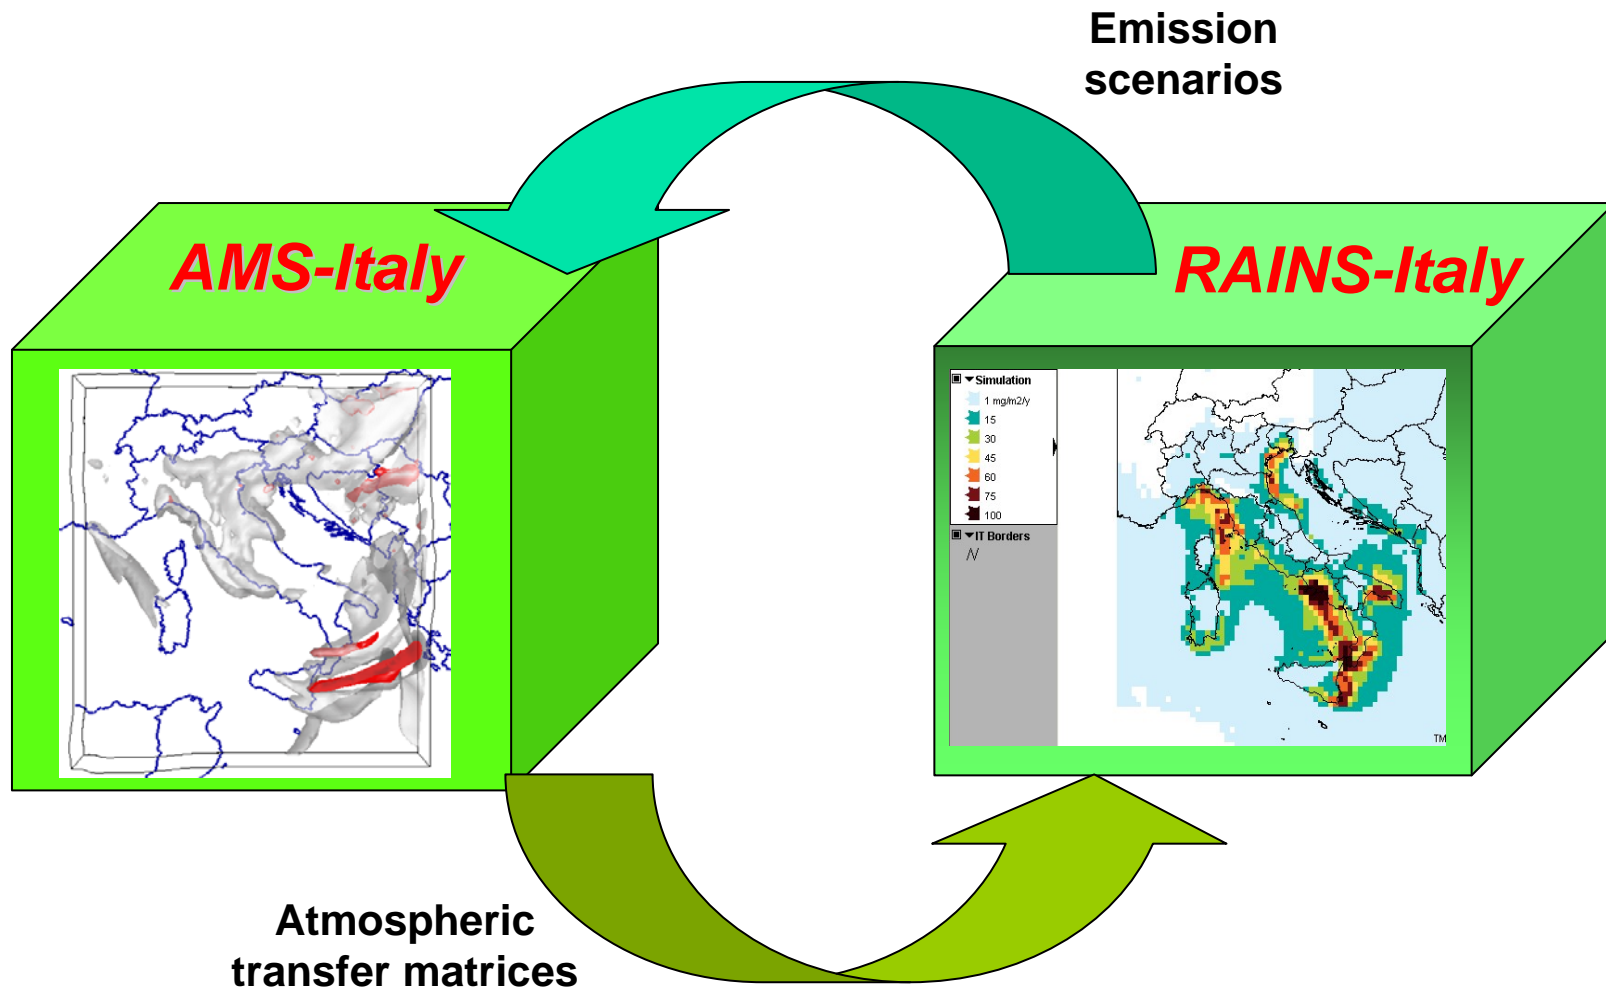 Emission
scenarios
AMS-Italy
RAINS-Italy
Simulation
1 mg/m2/y
15
30
45
60
75
100
IT Borders
TM
Atmospheric
transfer matrices